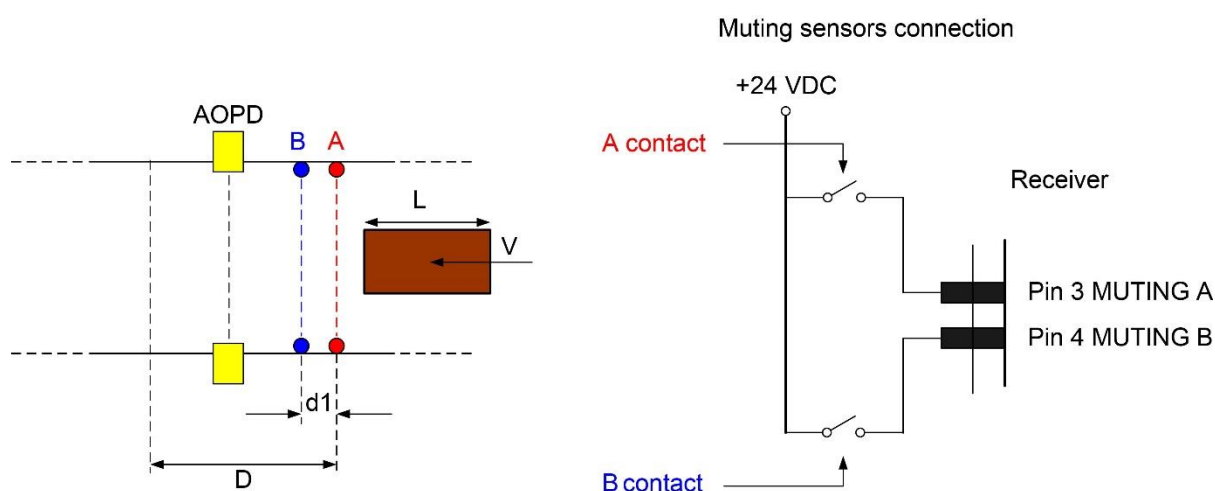 Muting sensors connection
+24 VDC
AOPD
B
A
A contact
L
V
Receiver
Pin 3 MUTING A
Pin 4 MUTING B
d1
D
B contact